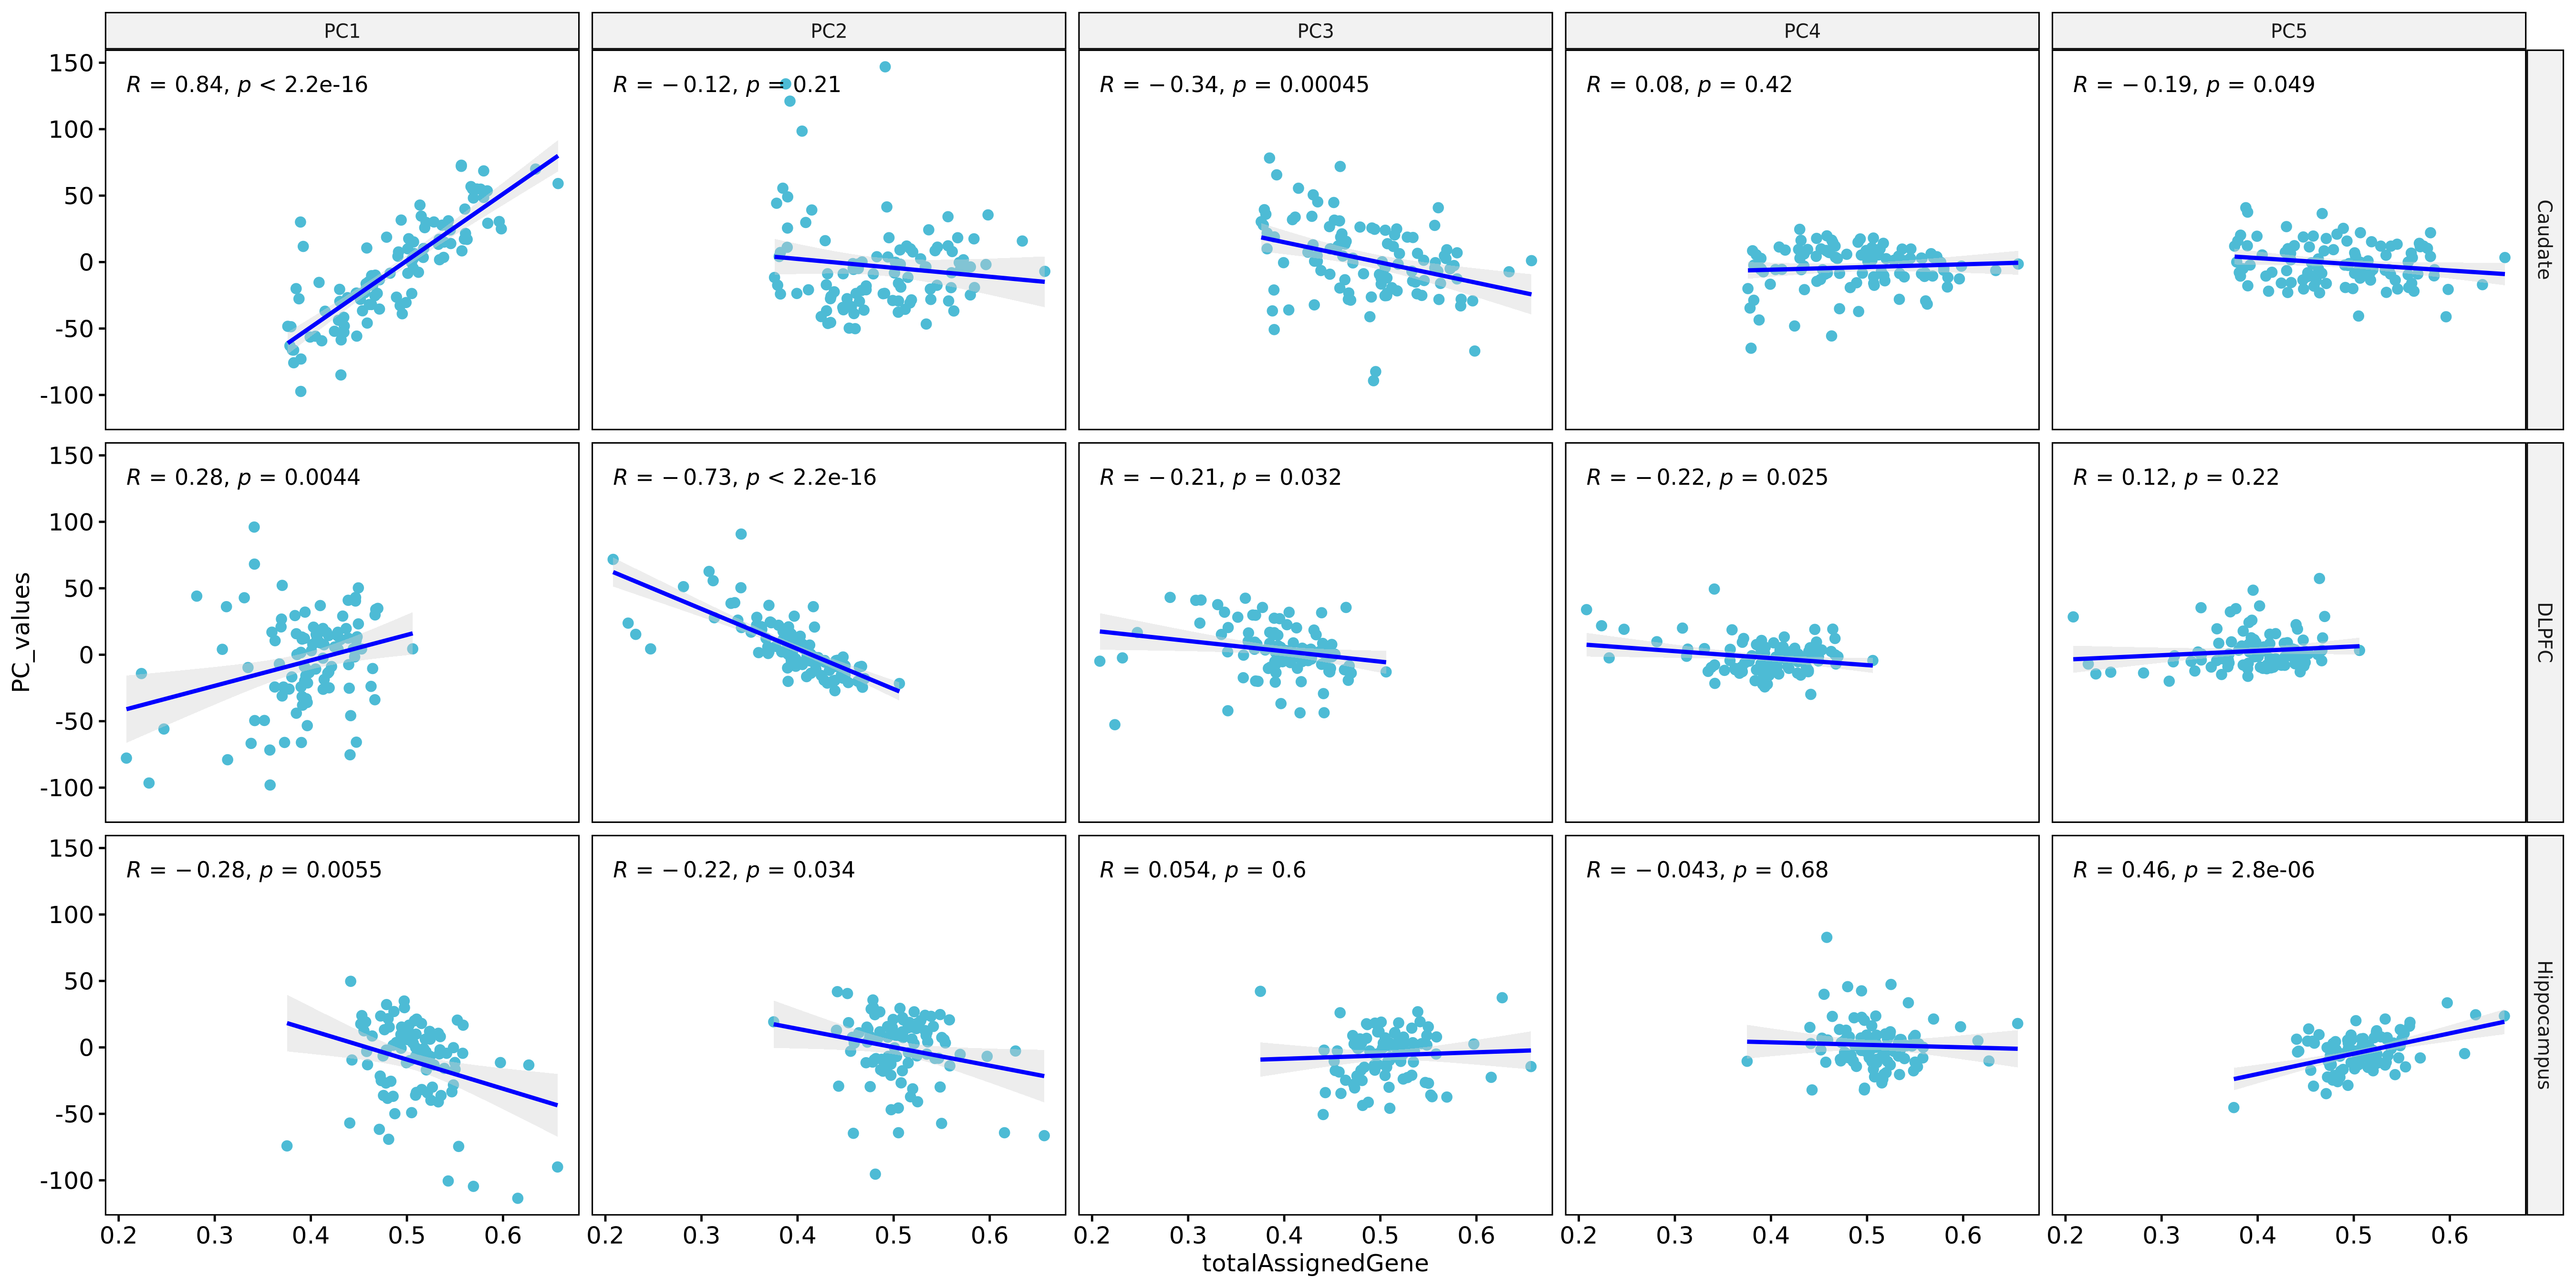 PC1 PC2 PC3 PC4 PC5
150 R = 0.84, p < 2.2e-16 R = −0.12, p = 0.21 R = −0.34, p = 0.00045 R = 0.08, p = 0.42 R = −0.19, p = 0.049
100
50
0
-50
-100
Caudate
150 R = 0.28, p = 0.0044 R = −0.73, p < 2.2e-16 R = −0.21, p = 0.032 R = −0.22, p = 0.025 R = 0.12, p = 0.22
100
50
0
-50
-100
DLPFC
PC_values
150 R = −0.28, p = 0.0055 R = −0.22, p = 0.034 R = 0.054, p = 0.6 R = −0.043, p = 0.68 R = 0.46, p = 2.8e-06
100
50
0
-50
-100
Hippocampus
0.2 0.3 0.4 0.5 0.6 0.2 0.3 0.4 0.5 0.6 0.2 0.3 0.4 0.5 0.6 0.2 0.3 0.4 0.5 0.6 0.2 0.3 0.4 0.5 0.6
totalAssignedGene